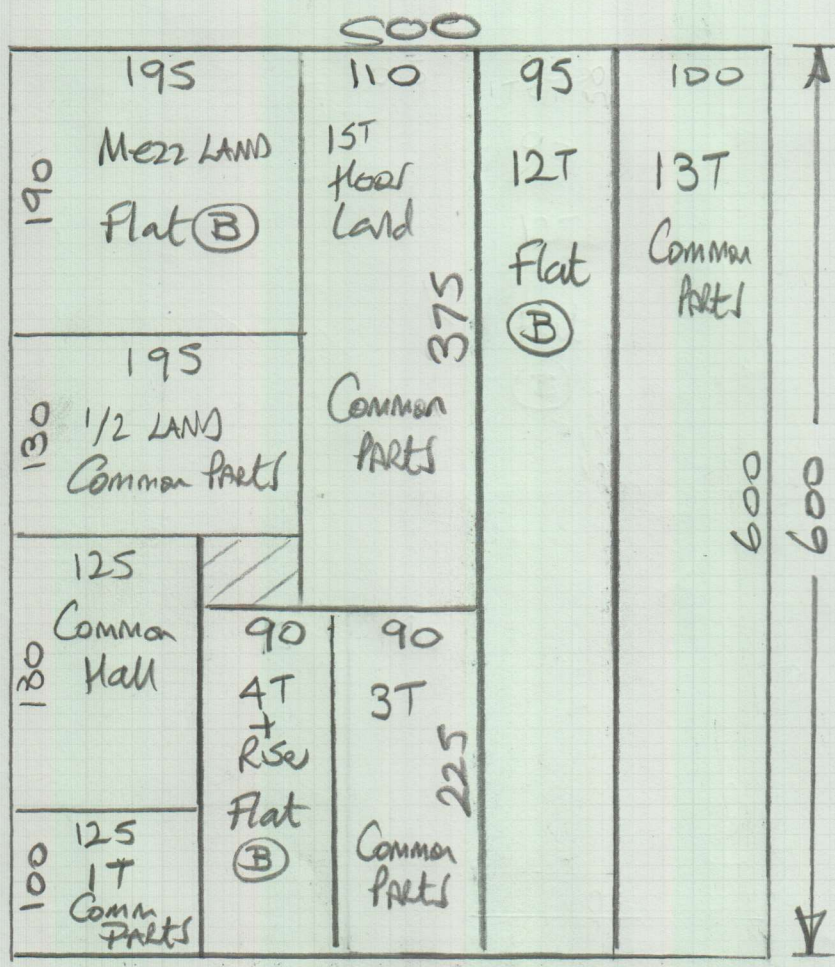 500
195
190
Mezz LAND
Flat B
110
1ST
floor
Land
375
Common
PARTS
95
12T
Flat
B
100
13T
Common
PARTS
600
600
195
130
1/2 LAND
Common PARTS
125
130
Common
Hall
90
4T
+
Riser
Flat
B
90
3T
225
Common
PARTS
125
100
1T
Comm
PARTS